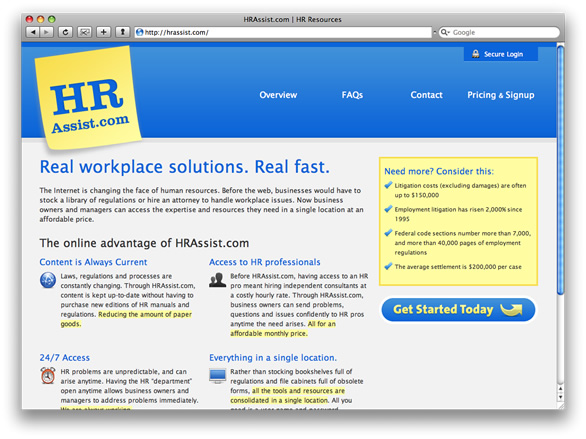 HRAssist.com | HR Resources
http://hrassist.com/
Google
Secure Login
HR
Assist.com
Overview FAQs Contact Pricing & Signup
Real workplace solutions. Real fast.
The Internet is changing the face of human resources. Before the web, businesses would have to
stock a library of regulations or hire an attorney to handle workplace issues. Now business
owners and managers can access the expertise and resources they need in a single location at an
affordable price.
The online advantage of HRAssist.com
Content is Always Current
Laws, regulations and processes are
constantly changing. Through HRAssist.com,
content is kept up-to-date without having to
purchase new editions of HR manuals and
regulations. Reducing the amount of paper
goods.
Access to HR professionals
Before HRAssist.com, having access to an HR
pro meant hiring independent consultants at
a costly hourly rate. Through HRAssist.com,
business owners can send problems,
questions and issues confidently to HR pros
anytime the need arises. All for an
affordable monthly price.
24/7 Access
HR problems are unpredictable, and can
arise anytime. Having the HR "department"
open anytime allows business owners and
managers to address problems immediately.
We are always working.
Everything in a single location.
Rather than stocking bookshelves full of
regulations and file cabinets full of obsolete
forms, all the tools and resources are
consolidated in a single location. All you
need is a user name and password
Need more? Consider this:
Litigation costs (excluding damages) are often
up to $150,000
Employment litigation has risen 2,000% since
1995
Federal code sections number more than 7,000,
and more than 40,000 pages of employment
regulations
The average settlement is $200,000 per case
Get Started Today